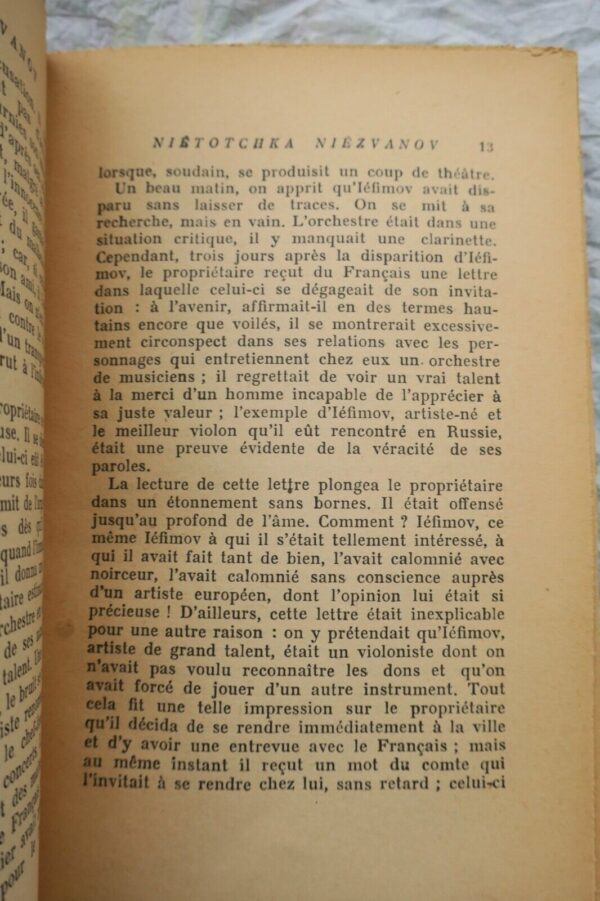 NIÉTOTCHKA NIÉZVANOV 13
lorsque, soudain, se produisit un coup de théâtre.
Un beau matin, on apprit qu'Iéfimov avait dis-
paru sans laisser de traces. On se mit à sa
recherche, mais en vain. L'orchestre était dans une
situation critique, il y manquait une clarinette.
Cependant, trois jours après la disparition d'Iéfi-
mov, le propriétaire reçut du Français une lettre
dans laquelle celui-ci se dégageait de son invita-
tion : à l'avenir, affirmait-il en des termes hau-
tains encore que voilés, il se montrerait excessive-
ment circonspect dans ses relations avec les per-
sonnages qui entretiennent chez eux un orchestre
de musiciens ; il regrettait de voir un vrai talent
à la merci d'un homme incapable de l'apprécier à
sa juste valeur ; l'exemple d'Iéfimov, artiste-né et
le meilleur violon qu'il eût rencontré en Russie,
était une preuve évidente de la véracité de ses
paroles.
La lecture de cette lettre plongea le propriétaire
dans un étonnement sans bornes. Il était offensé
jusqu'au profond de l'âme. Comment ? Iéfimov, ce
même Iéfimov à qui il s'était tellement intéressé, à
qui il avait fait tant de bien, l'avait calomnié avec
noirceur, l'avait calomnié sans conscience auprès
d'un artiste européen, dont l'opinion lui était si
précieuse ! D'ailleurs, cette lettre était inexplicable
pour une autre raison : on y prétendait qu'Iéfimov,
artiste de grand talent, était un violoniste dont on
n'avait pas voulu reconnaître les dons et qu'on
avait forcé de jouer d'un autre instrument. Tout
cela fit une telle impression sur le propriétaire
qu'il décida de se rendre immédiatement à la ville
et d'y avoir une entrevue avec le Français ; mais
au même instant il reçut un mot du comte qui
l'invitait à se rendre chez lui, sans retard ; celui-ci